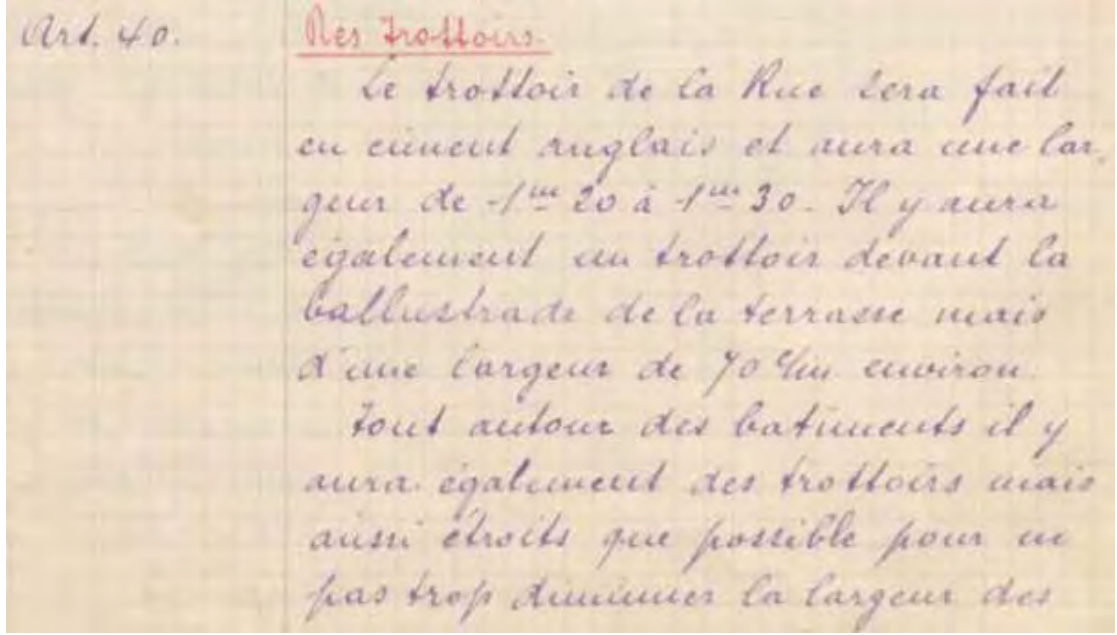 Art. 40. Des Trottoirs.
Le trottoir de la Rue sera fait
en ciment anglais et aura une lar-
geur de 1ᵐ 20 à 1ᵐ 30. Il y aura
également un trottoir devant la
ballustrade de la terrasse mais
d'une largeur de 70 c/m environ.
Tout autour des batiments il y
aura également des trottoirs mais
aussi étroits que possible pour ne
pas trop diminuer la largeur des